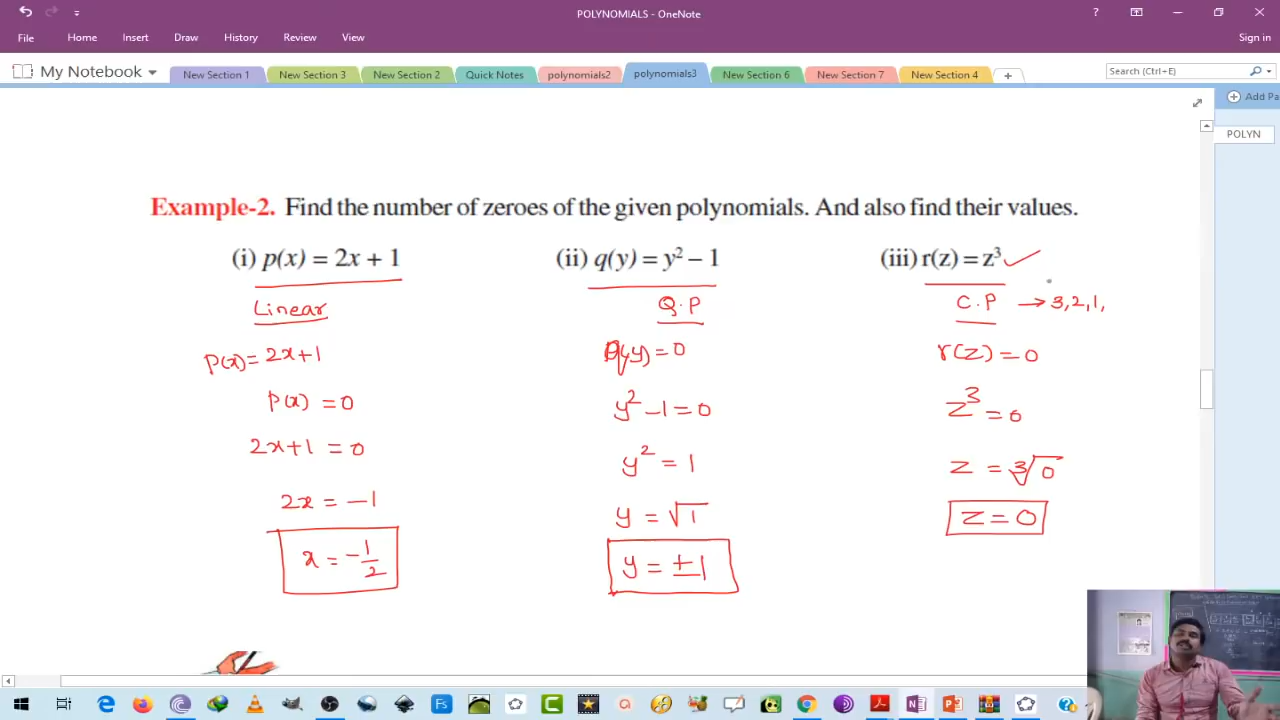 POLYNOMIALS - OneNote
?
File Home Insert Draw History Review View
Sign in
My Notebook
New Section 1
New Section 3
New Section 2
Quick Notes
polynomials2
polynomials3
New Section 6
New Section 7
New Section 4
+
Search (Ctrl+E)
Add Pa
POLYN
Example-2. Find the number of zeroes of the given polynomials. And also find their values.
(i) p(x) = 2x + 1
Linear
P(x) = 2x+1
P(x) = 0
2x+1 = 0
2x = -1
x = -1/2
(ii) q(y) = y² – 1
Q.P
q(y) = 0
y² -1 = 0
y² = 1
y = √1
y = ±1
(iii) r(z) = z³ ✓
C.P → 3,2,1,
r(z) = 0
z³ = 0
z = ³√0
z = 0
Fs